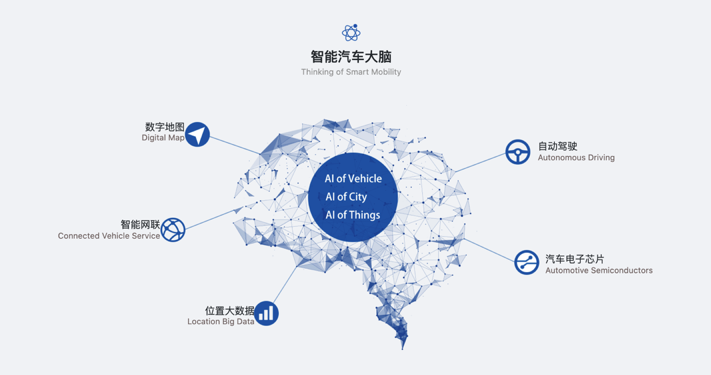 智能汽车大脑
Thinking of Smart Mobility
数字地图
Digital Map
自动驾驶
Autonomous Driving
AI of Vehicle
AI of City
AI of Things
智能网联
Connected Vehicle Service
汽车电子芯片
Automotive Semiconductors
位置大数据
Location Big Data